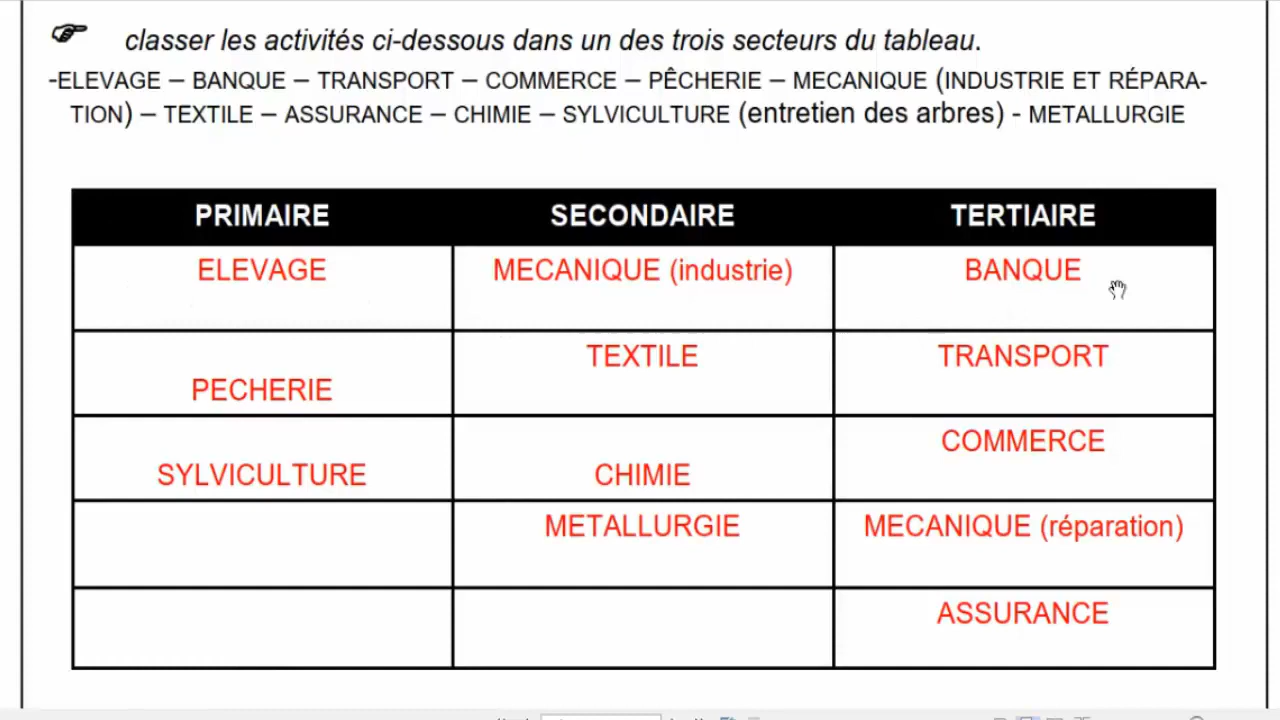 classer les activités ci-dessous dans un des trois secteurs du tableau.
-ELEVAGE – BANQUE – TRANSPORT – COMMERCE – PÊCHERIE – MECANIQUE (INDUSTRIE ET RÉPARA-
TION) – TEXTILE – ASSURANCE – CHIMIE – SYLVICULTURE (entretien des arbres) - METALLURGIE
PRIMAIRE SECONDAIRE TERTIAIRE
ELEVAGE MECANIQUE (industrie) BANQUE
TEXTILE TRANSPORT
PECHERIE
COMMERCE
SYLVICULTURE CHIMIE
METALLURGIE MECANIQUE (réparation)
ASSURANCE